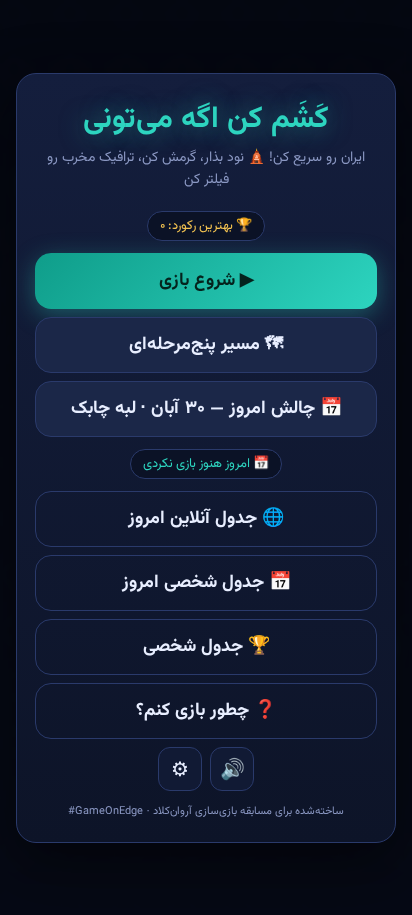 کَشَم کن اگه می‌تونی
ایران رو سریع کن! 🛕 نود بذار، گرمش کن، ترافیک مخرب رو
فیلتر کن
🏆 بهترین رکورد: ۰
▶ شروع بازی
🗺 مسیر پنج‌مرحله‌ای
📅 چالش امروز — ۳۰ آبان · لبه چابک
📅 امروز هنوز بازی نکردی
🌐 جدول آنلاین امروز
📅 جدول شخصی امروز
🏆 جدول شخصی
❓ چطور بازی کنم؟
ساخته‌شده برای مسابقه بازی‌سازی آروان‌کلاد · #GameOnEdge